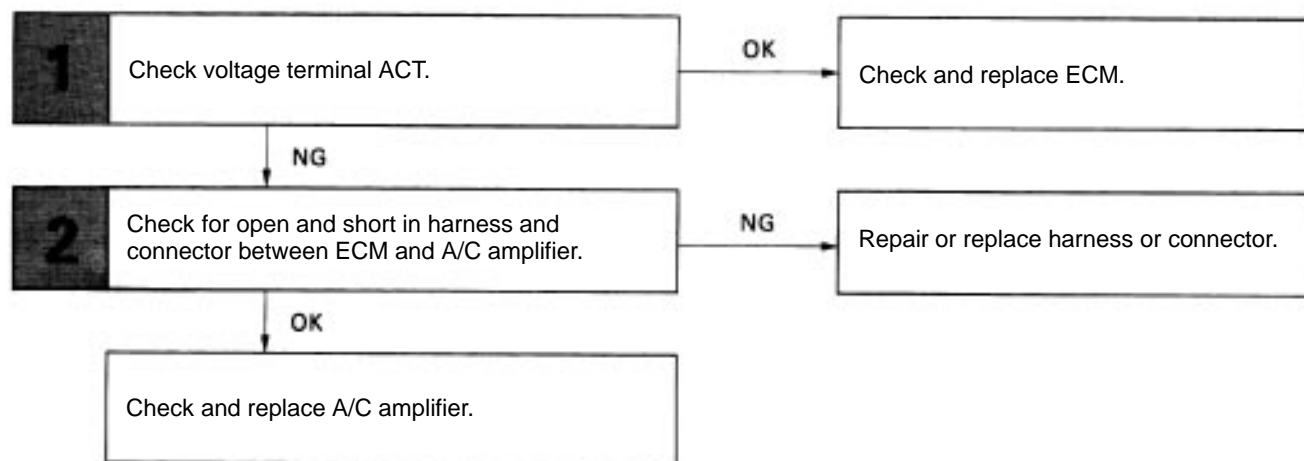 1
Check voltage terminal ACT.
OK
Check and replace ECM.
NG
2
Check for open and short in harness and
connector between ECM and A/C amplifier.
NG
Repair or replace harness or connector.
OK
Check and replace A/C amplifier.